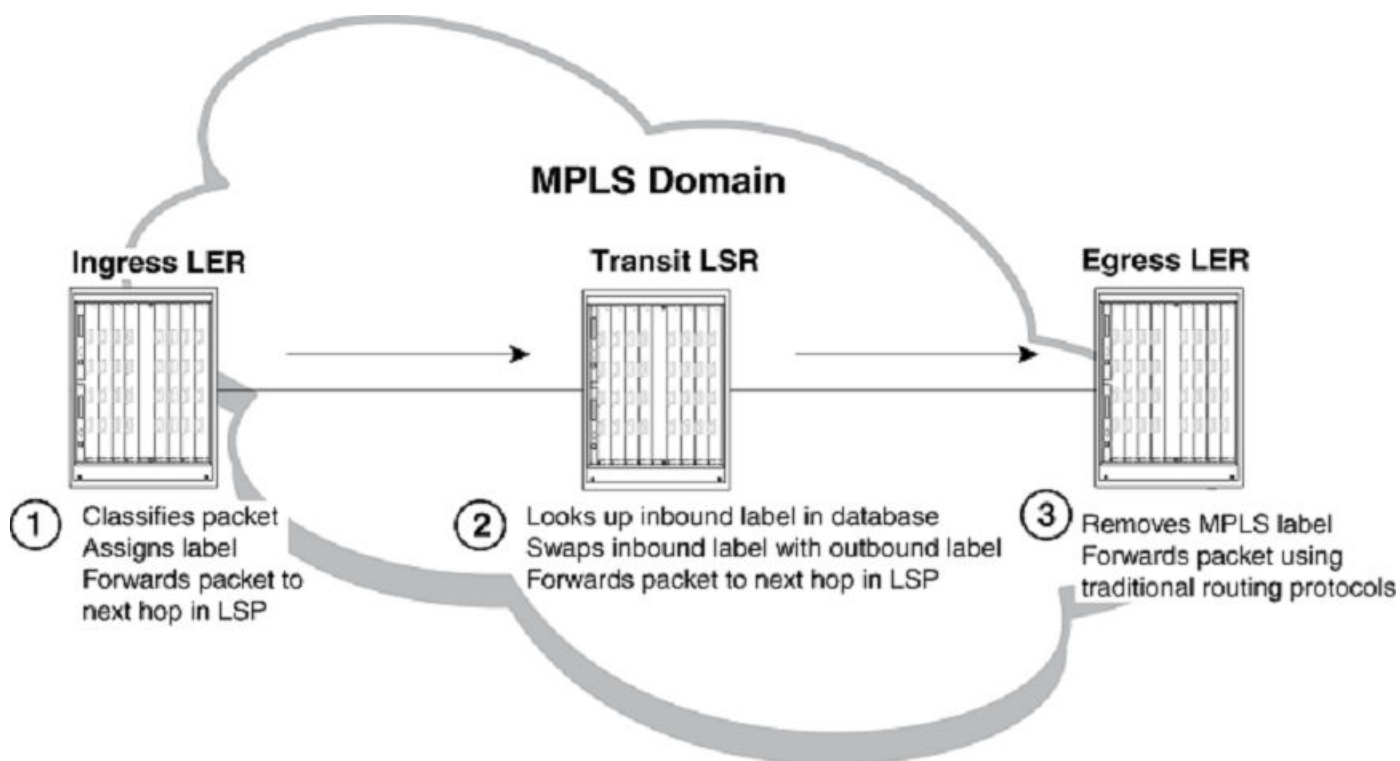 MPLS Domain
Ingress LER
Transit LSR
Egress LER
1
Classifies packet
Assigns label
Forwards packet to
next hop in LSP
2
Looks up inbound label in database
Swaps inbound label with outbound label
Forwards packet to next hop in LSP
3
Removes MPLS label
Forwards packet using
traditional routing protocols